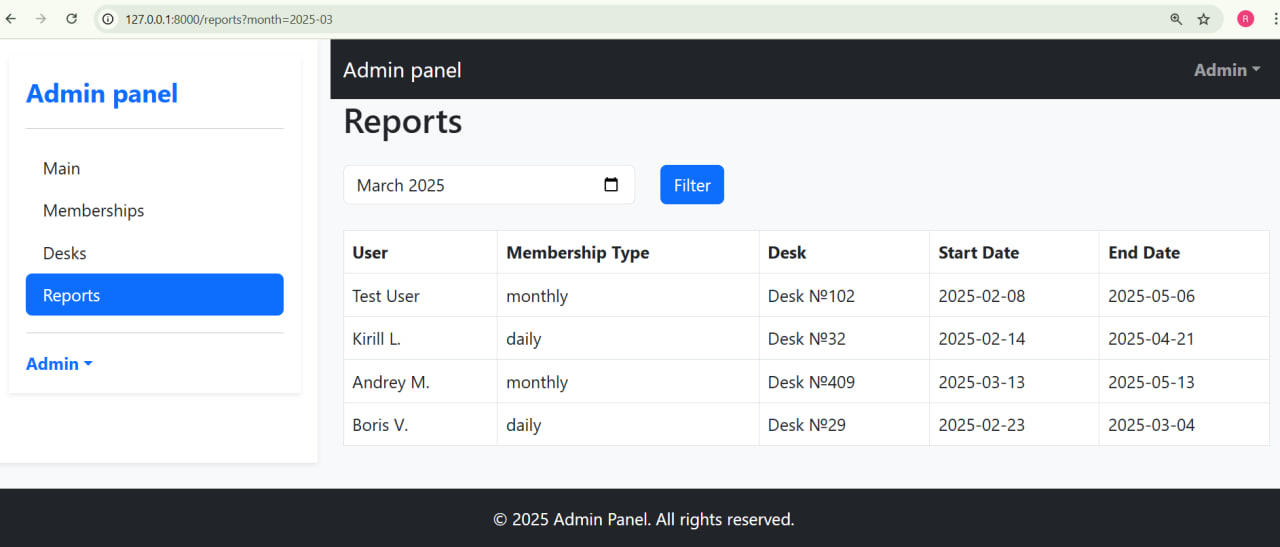 127.0.0.1:8000/reports?month=2025-03
R
Admin panel
Main
Memberships
Desks
Reports
Admin
Admin panel
Admin
Reports
March 2025
Filter
User Membership Type Desk Start Date End Date
Test User monthly Desk №102 2025-02-08 2025-05-06
Kirill L. daily Desk №32 2025-02-14 2025-04-21
Andrey M. monthly Desk №409 2025-03-13 2025-05-13
Boris V. daily Desk №29 2025-02-23 2025-03-04
© 2025 Admin Panel. All rights reserved.